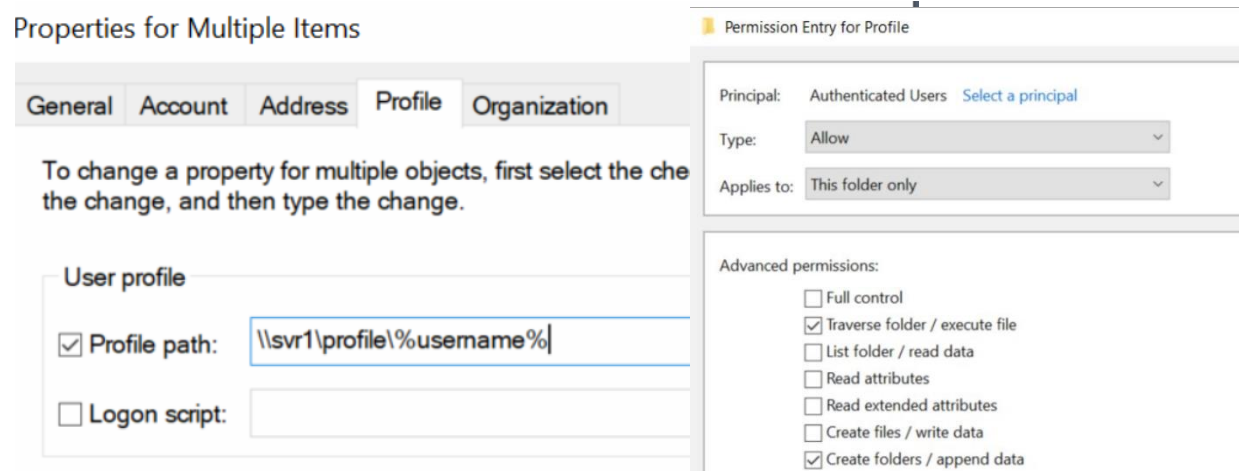 Properties for Multiple Items
General Account Address Profile Organization
To change a property for multiple objects, first select the che
the change, and then type the change.
User profile
Profile path: \\svr1\profile\%username%
Logon script:
Permission Entry for Profile
Principal: Authenticated Users Select a principal
Type: Allow
Applies to: This folder only
Advanced permissions:
Full control
Traverse folder / execute file
List folder / read data
Read attributes
Read extended attributes
Create files / write data
Create folders / append data